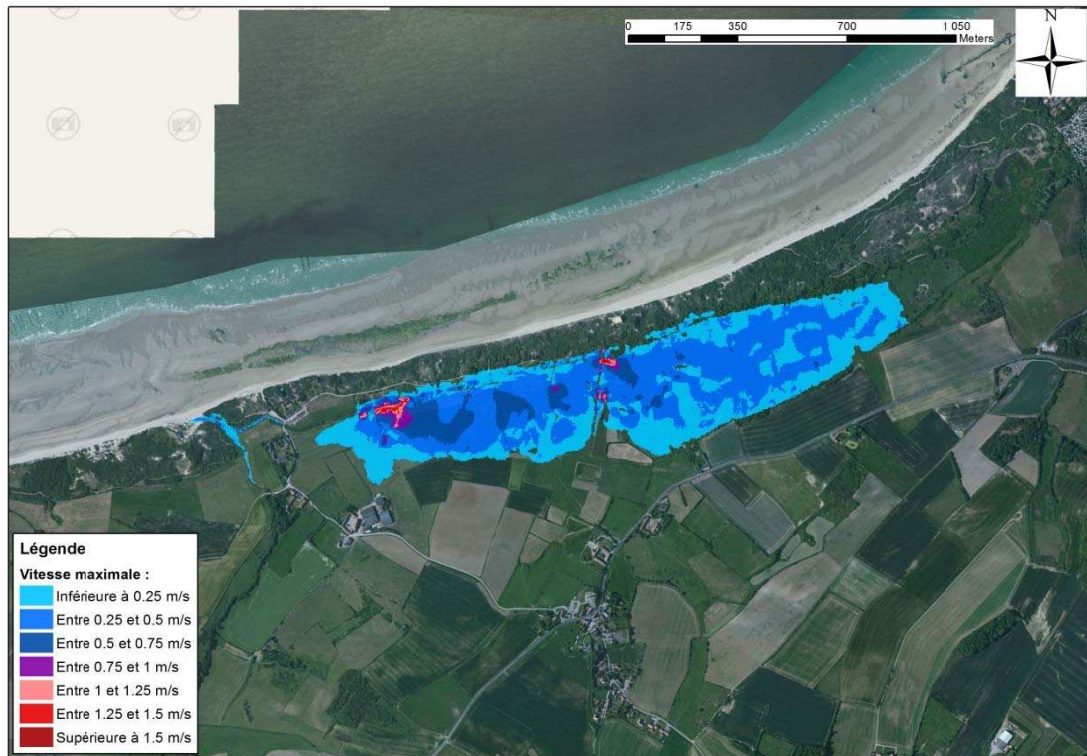 0 175 350 700 1 050
Meters
N
Légende
Vitesse maximale :
Inférieure à 0.25 m/s
Entre 0.25 et 0.5 m/s
Entre 0.5 et 0.75 m/s
Entre 0.75 et 1 m/s
Entre 1 et 1.25 m/s
Entre 1.25 et 1.5 m/s
Supérieure à 1.5 m/s